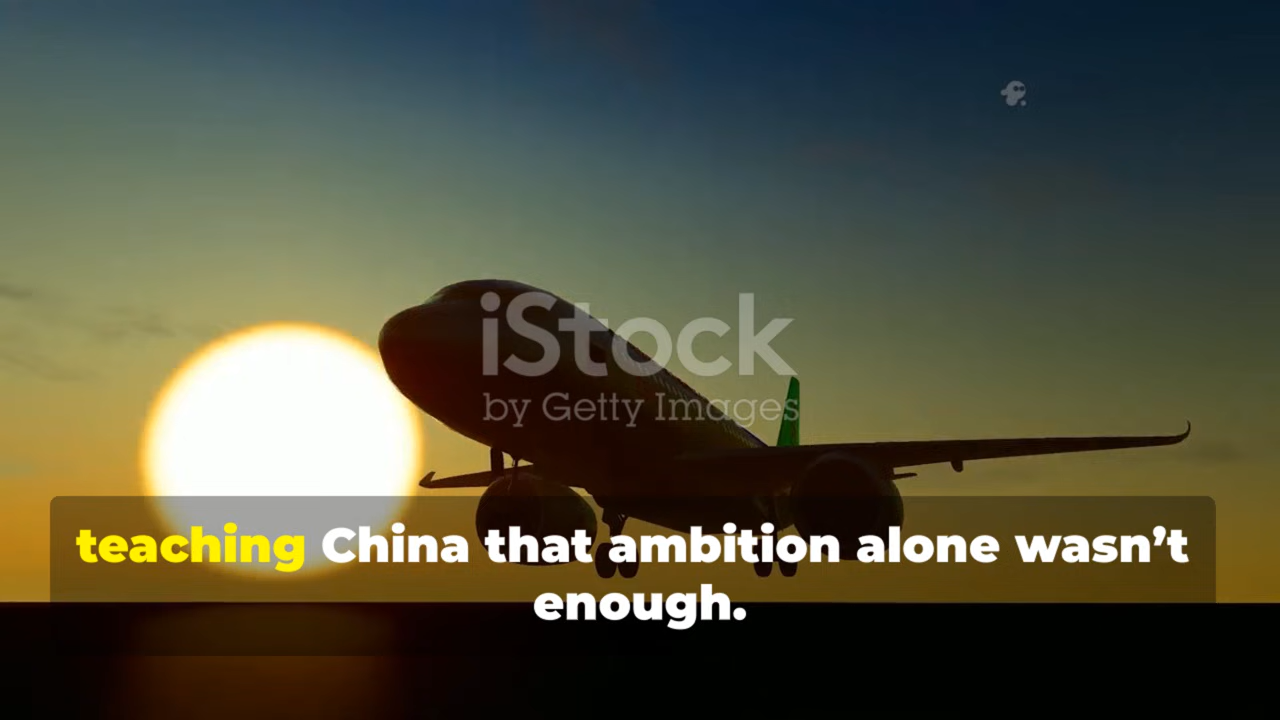 iStock
by Getty Images
teaching China that ambition alone wasn’t
enough.